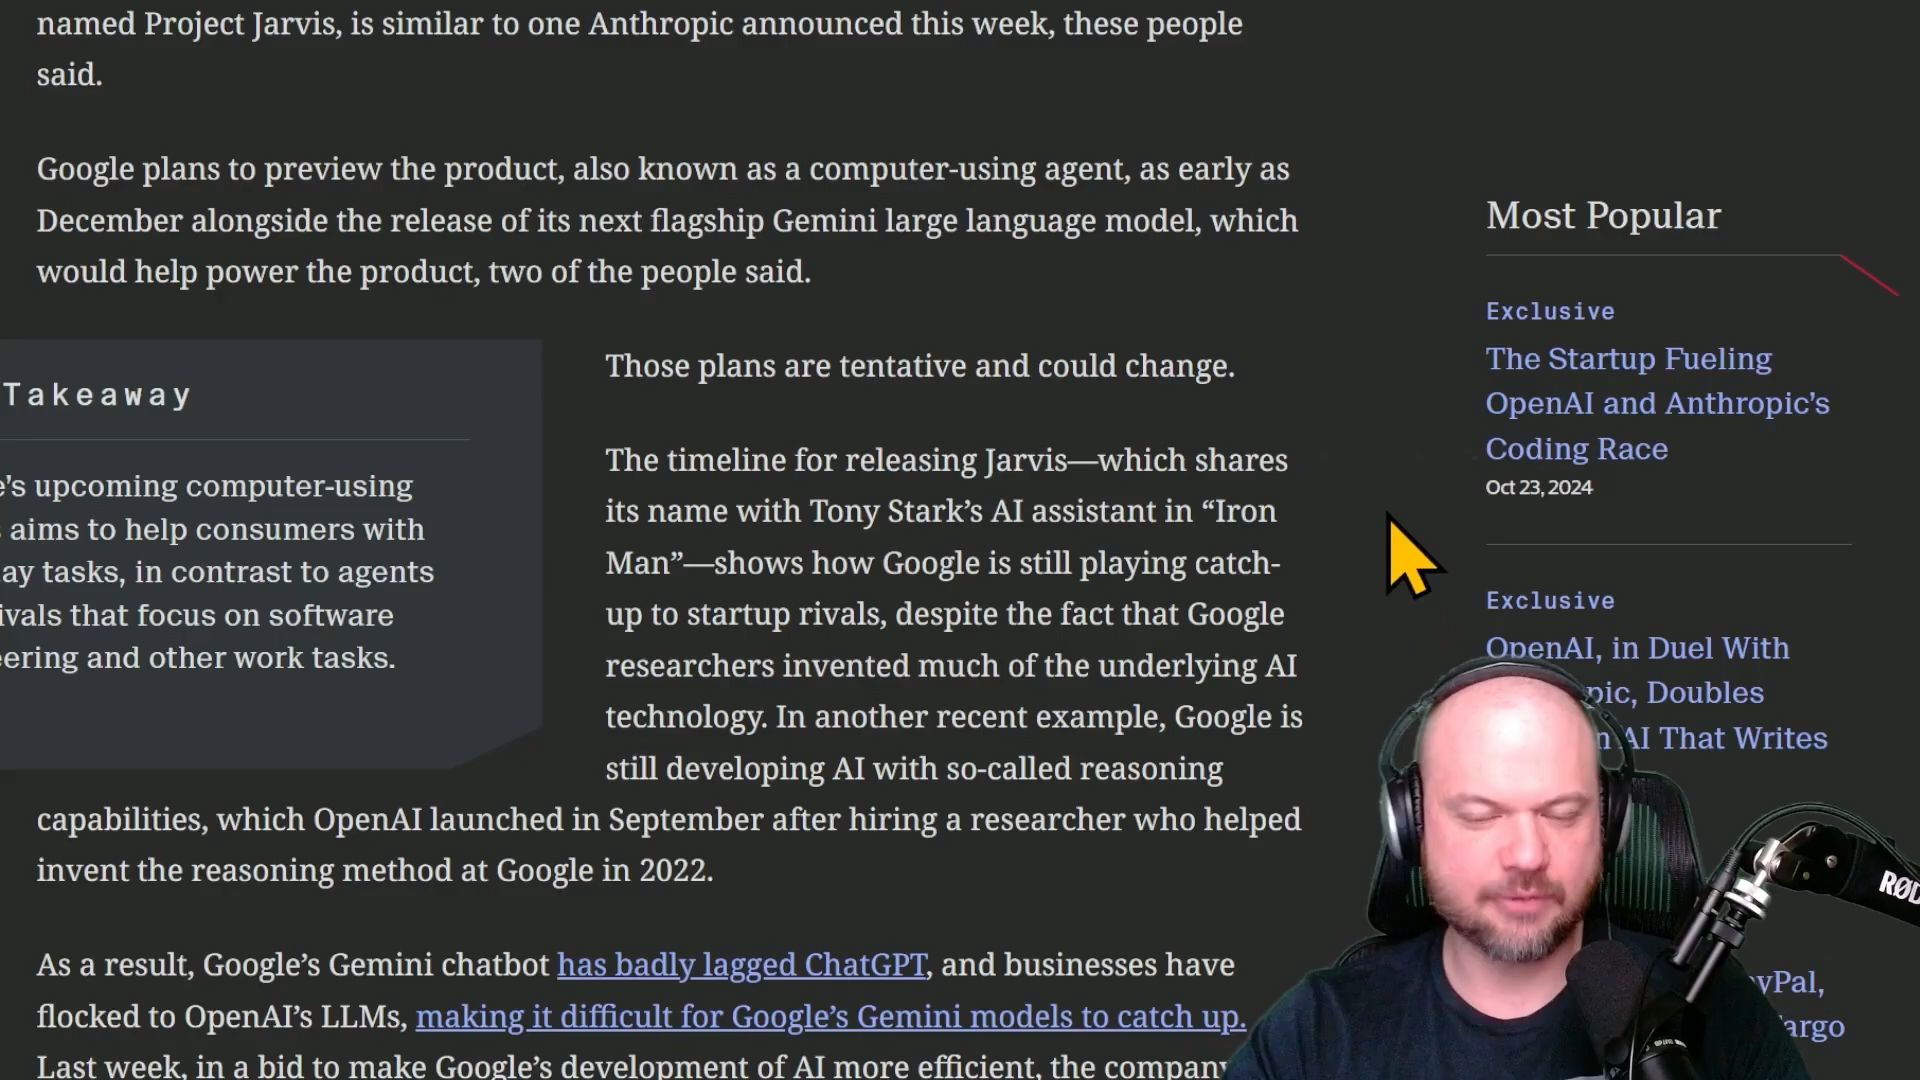 named Project Jarvis, is similar to one Anthropic announced this week, these people
said.
Google plans to preview the product, also known as a computer-using agent, as early as
December alongside the release of its next flagship Gemini large language model, which
would help power the product, two of the people said.
Takeaway
e’s upcoming computer-using
aims to help consumers with
ay tasks, in contrast to agents
ivals that focus on software
eering and other work tasks.
Those plans are tentative and could change.
The timeline for releasing Jarvis—which shares
its name with Tony Stark’s AI assistant in “Iron
Man”—shows how Google is still playing catch-
up to startup rivals, despite the fact that Google
researchers invented much of the underlying AI
technology. In another recent example, Google is
still developing AI with so-called reasoning
capabilities, which OpenAI launched in September after hiring a researcher who helped
invent the reasoning method at Google in 2022.
As a result, Google’s Gemini chatbot has badly lagged ChatGPT, and businesses have
flocked to OpenAI’s LLMs, making it difficult for Google’s Gemini models to catch up.
Last week, in a bid to make Google’s development of AI more efficient, the company
Most Popular
Exclusive
The Startup Fueling
OpenAI and Anthropic’s
Coding Race
Oct 23, 2024
Exclusive
OpenAI, in Duel With
pic, Doubles
n AI That Writes
yPal,
argo
RØD